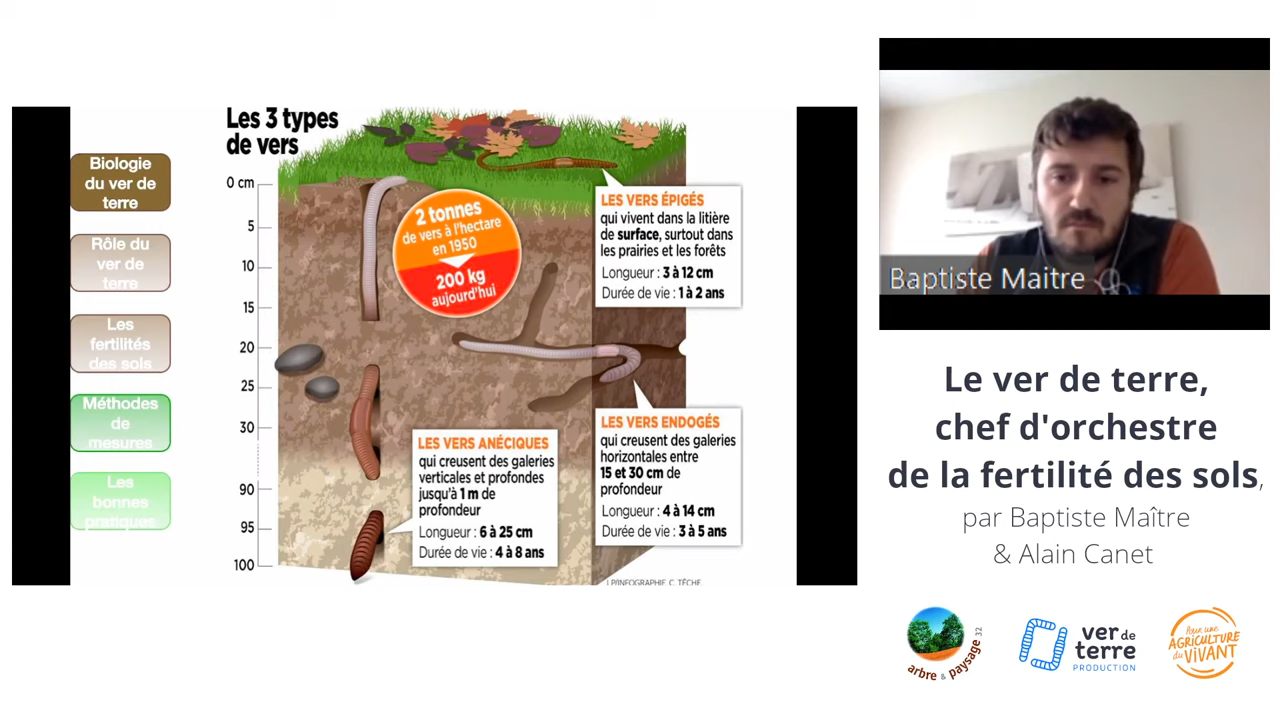 Les 3 types
de vers
Biologie
du ver de
terre
Rôle du
ver de
terre
Les
fertilités
des sols
Méthodes
de
mesures
Les
bonnes
pratiques
0 cm
5
10
15
20
25
30
90
95
100
2 tonnes
de vers à l'hectare
en 1950
200 kg
aujourd'hui
LES VERS ÉPIGÉS
qui vivent dans la litière
de surface, surtout dans
les prairies et les forêts
Longueur : 3 à 12 cm
Durée de vie : 1 à 2 ans
LES VERS ANÉCIQUES
qui creusent des galeries
verticales et profondes
jusqu'à 1 m de
profondeur
Longueur : 6 à 25 cm
Durée de vie : 4 à 8 ans
LES VERS ENDOGÉS
qui creusent des galeries
horizontales entre
15 et 30 cm de
profondeur
Longueur : 4 à 14 cm
Durée de vie : 3 à 5 ans
LP/INFOGRAPHIE C. TÊCHE.
Baptiste Maitre
Le ver de terre,
chef d'orchestre
de la fertilité des sols,
par Baptiste Maître
& Alain Canet
arbre & paysage 32
ver de
terre
PRODUCTION
Pour une
AGRICULTURE
du VIVANT